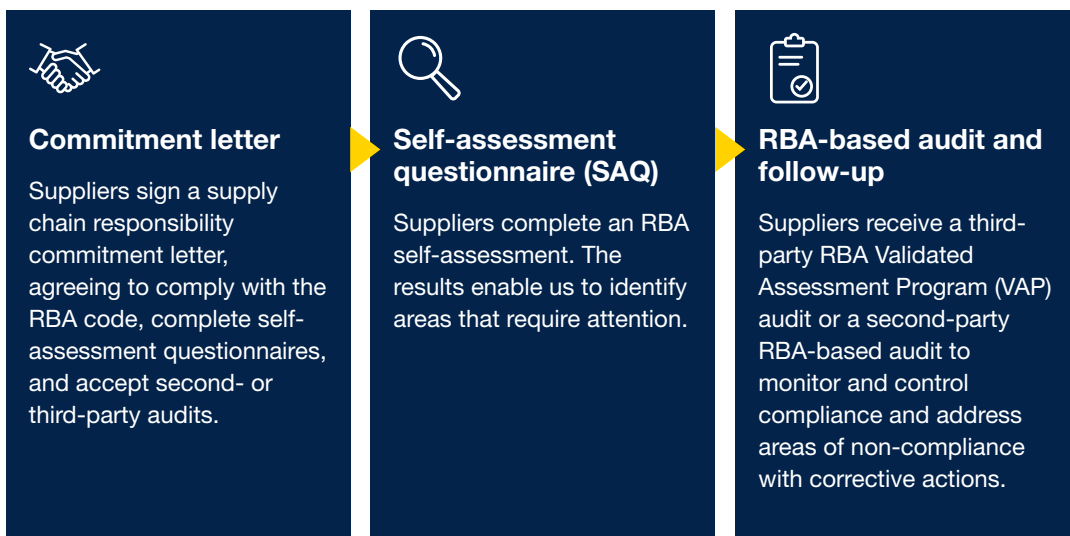 Commitment letter
Suppliers sign a supply
chain responsibility
commitment letter,
agreeing to comply with the
RBA code, complete self-
assessment questionnaires,
and accept second- or
third-party audits.
Self-assessment
questionnaire (SAQ)
Suppliers complete an RBA
self-assessment. The
results enable us to identify
areas that require attention.
RBA-based audit and
follow-up
Suppliers receive a third-
party RBA Validated
Assessment Program (VAP)
audit or a second-party
RBA-based audit to
monitor and control
compliance and address
areas of non-compliance
with corrective actions.